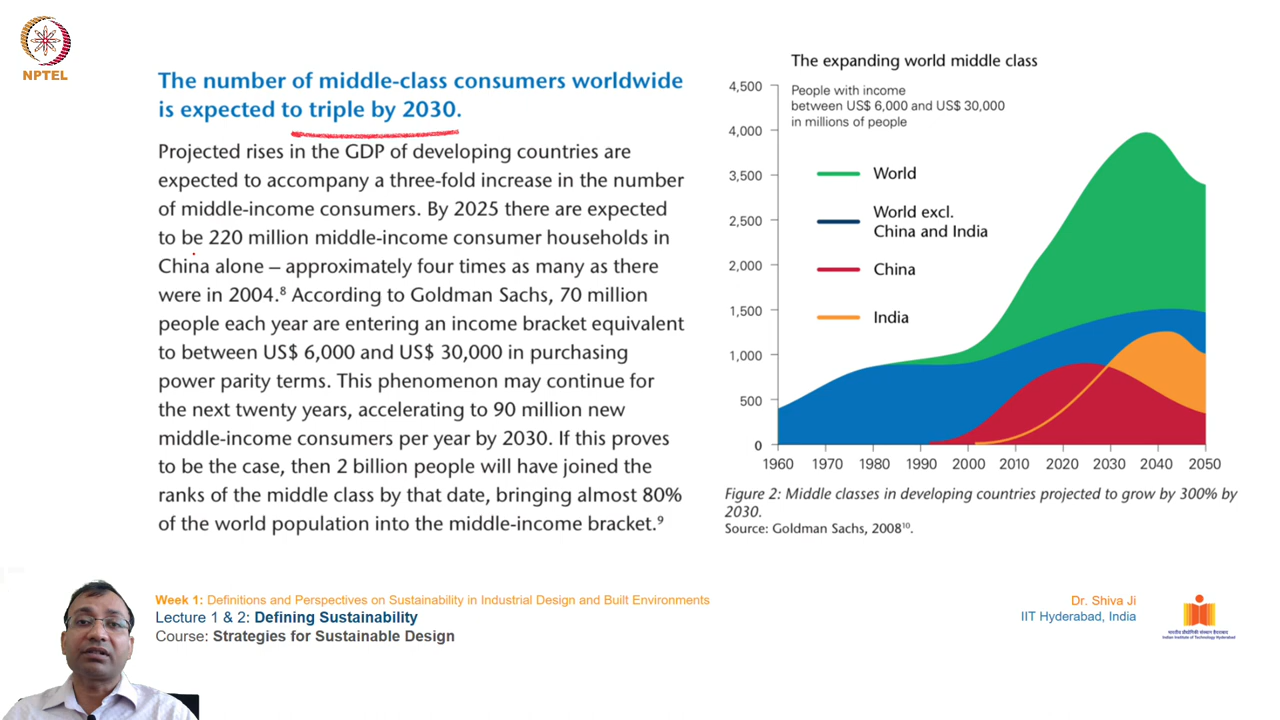 NPTEL
The number of middle-class consumers worldwide
is expected to triple by 2030.
Projected rises in the GDP of developing countries are
expected to accompany a three-fold increase in the number
of middle-income consumers. By 2025 there are expected
to be 220 million middle-income consumer households in
China alone – approximately four times as many as there
were in 2004.⁸ According to Goldman Sachs, 70 million
people each year are entering an income bracket equivalent
to between US$ 6,000 and US$ 30,000 in purchasing
power parity terms. This phenomenon may continue for
the next twenty years, accelerating to 90 million new
middle-income consumers per year by 2030. If this proves
to be the case, then 2 billion people will have joined the
ranks of the middle class by that date, bringing almost 80%
of the world population into the middle-income bracket.⁹
The expanding world middle class
People with income
between US$ 6,000 and US$ 30,000
in millions of people
4,500
4,000
3,500
2,500
2,000
1,500
1,000
500
0
World
World excl.
China and India
China
India
1960 1970 1980 1990 2000 2010 2020 2030 2040 2050
Figure 2: Middle classes in developing countries projected to grow by 300% by
2030.
Source: Goldman Sachs, 2008¹⁰.
Week 1: Definitions and Perspectives on Sustainability in Industrial Design and Built Environments
Lecture 1 & 2: Defining Sustainability
Course: Strategies for Sustainable Design
Dr. Shiva Ji
IIT Hyderabad, India
भारतीय प्रौद्योगिकी संस्थान हैदराबाद
Indian Institute of Technology Hyderabad